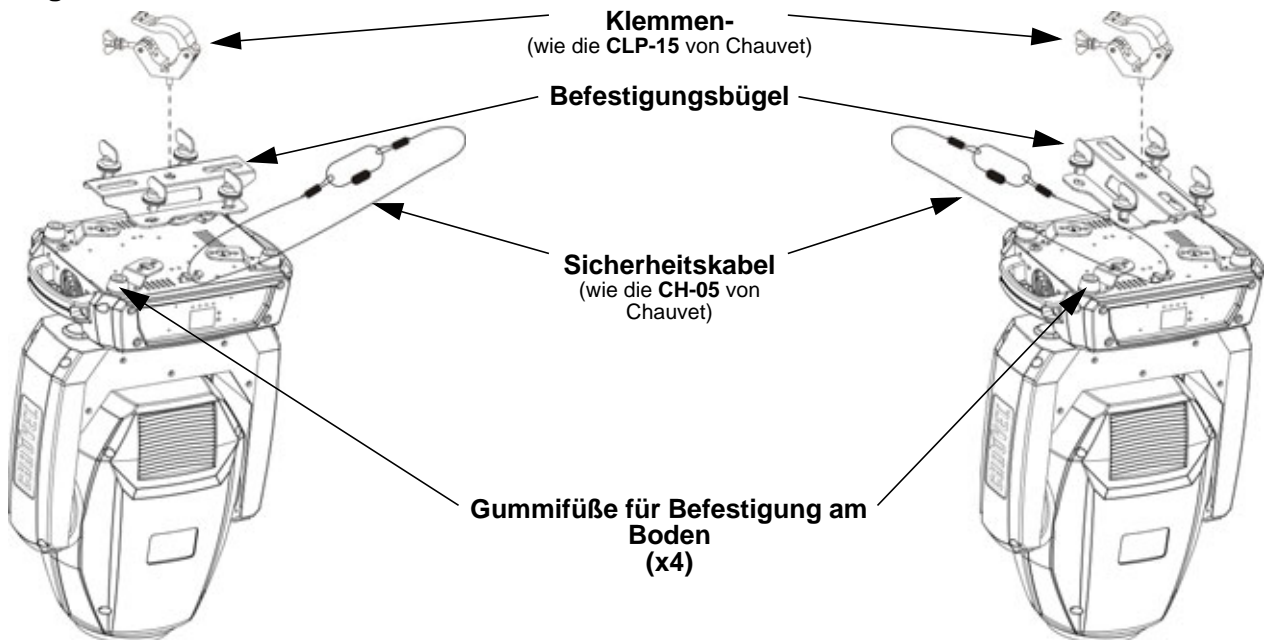 Klemmen-
(wie die CLP-15 von Chauvet)
Befestigungsbügel
Sicherheitskabel
(wie die CH-05 von
Chauvet)
Gummifüße für Befestigung am
Boden
(x4)